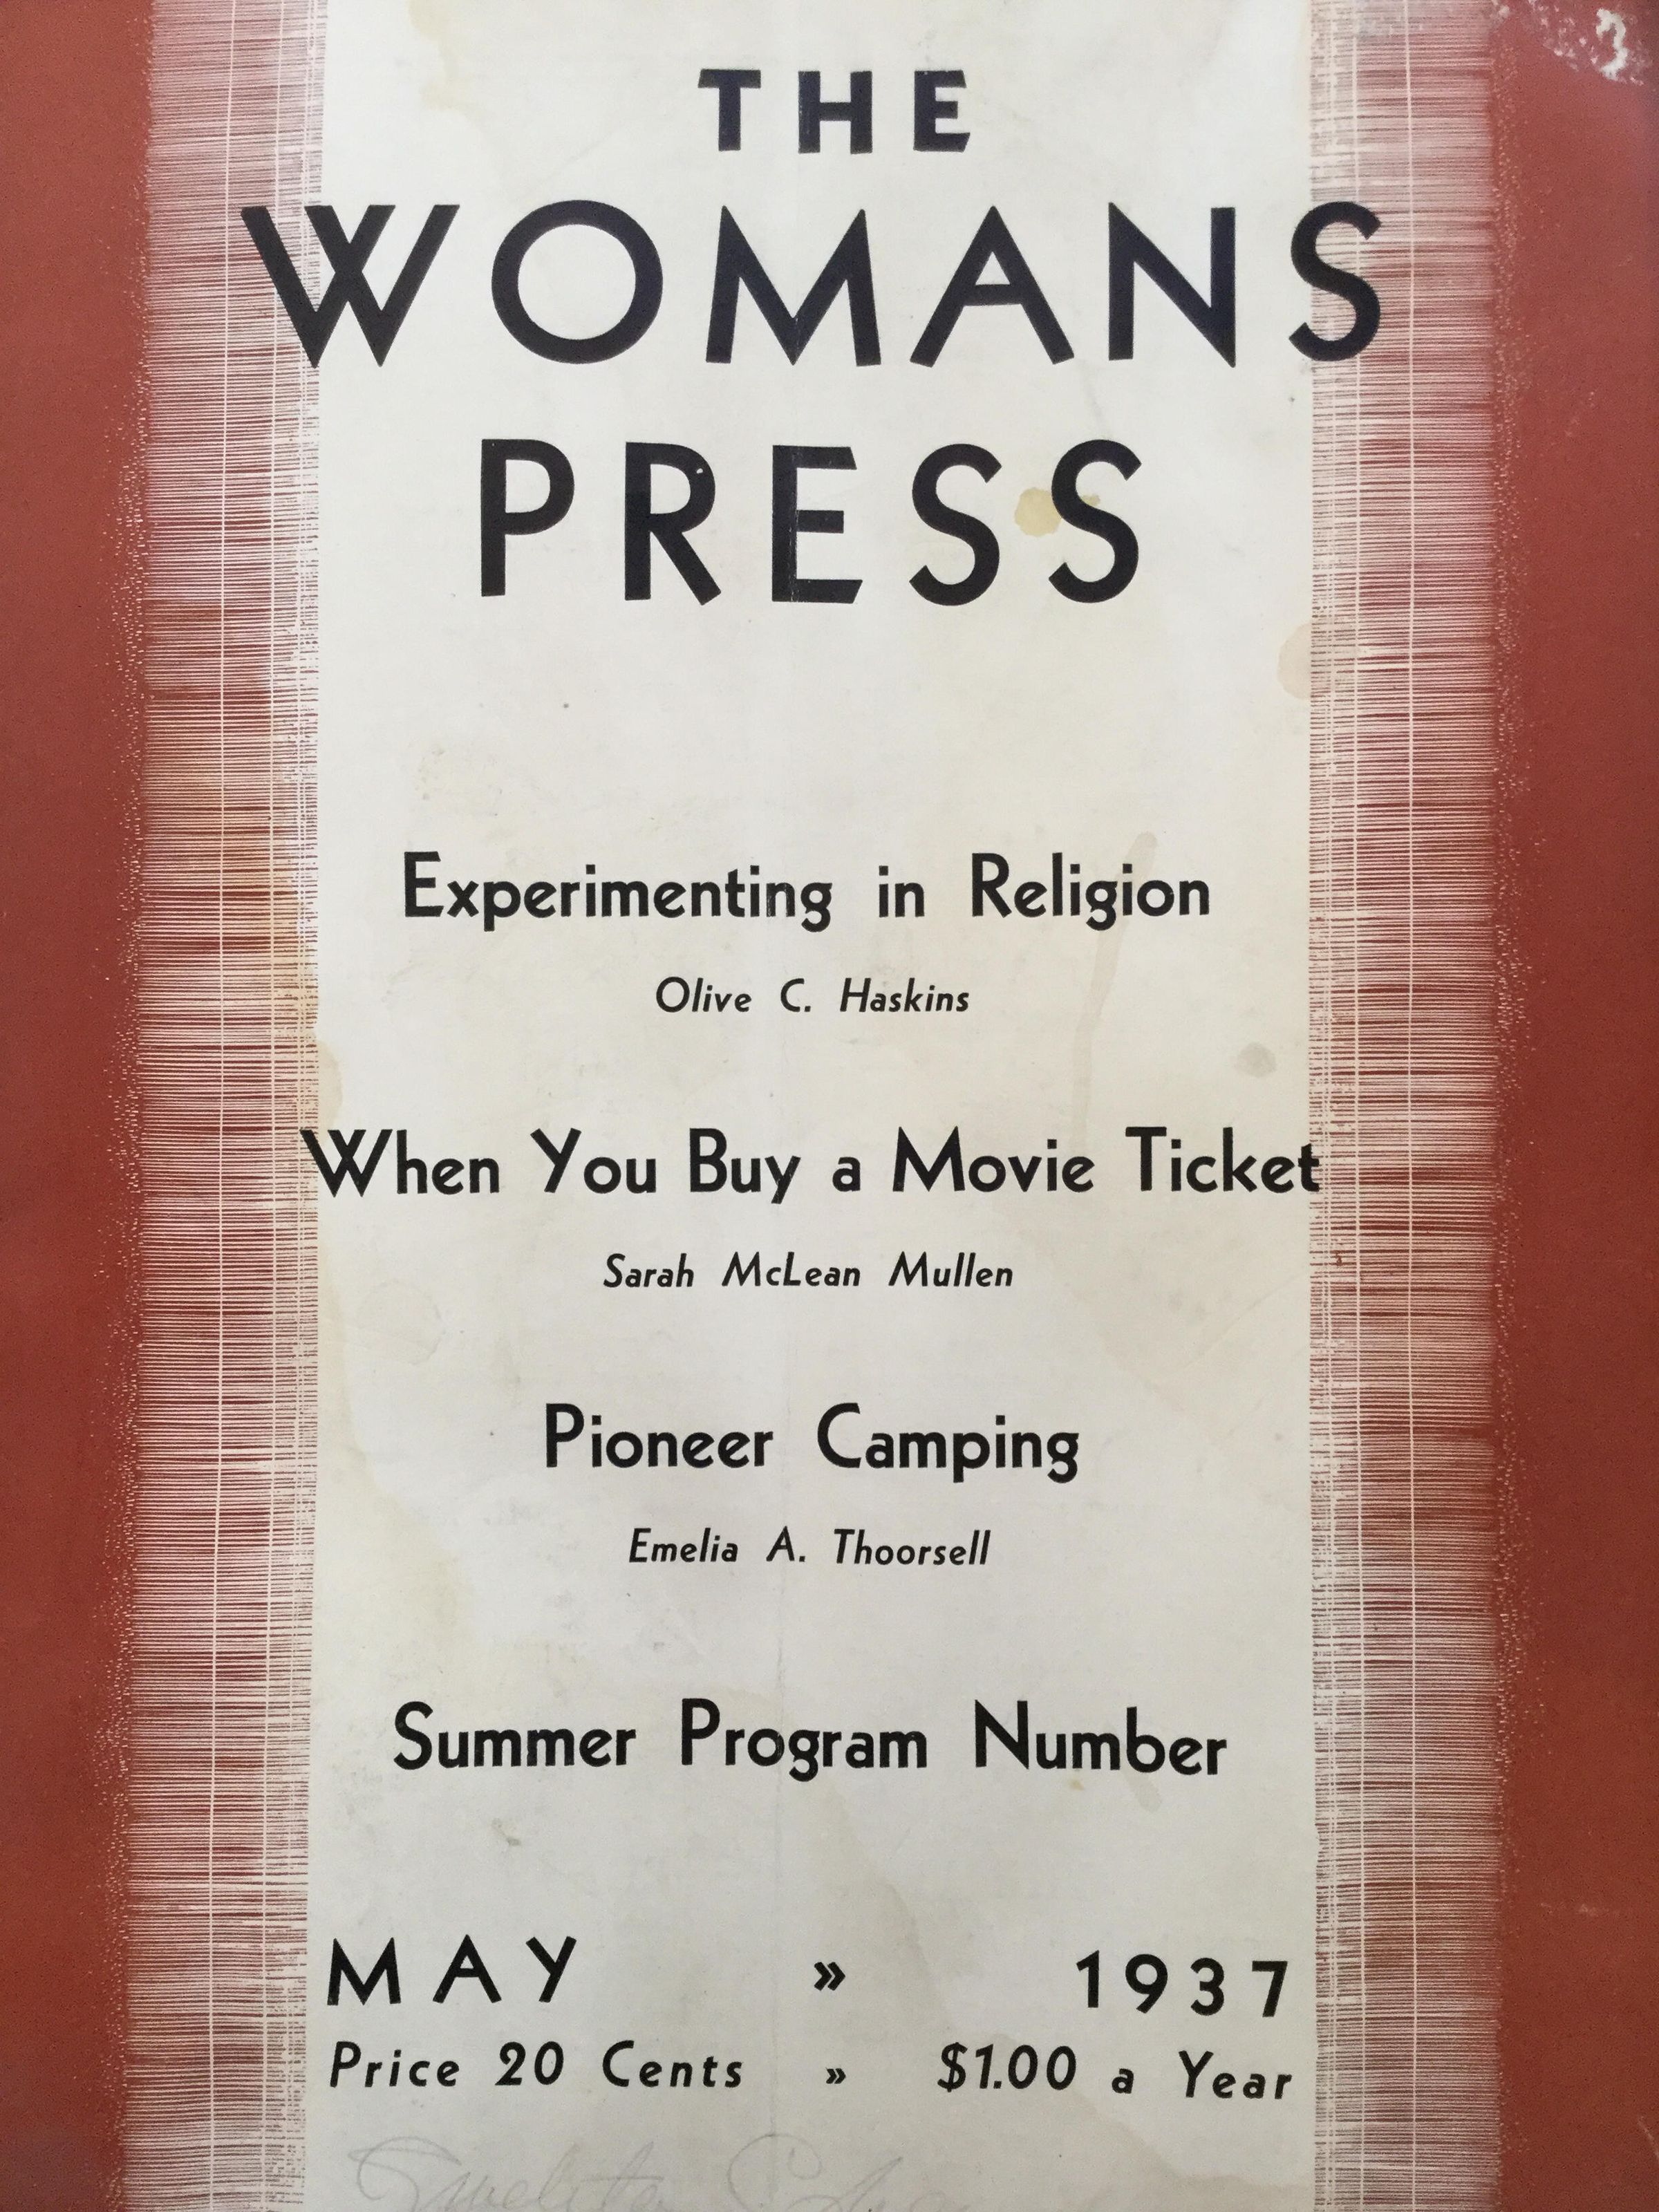 THE
WOMANS
PRESS
Experimenting in Religion
Olive C. Haskins
When You Buy a Movie Ticket
Sarah McLean Mullen
Pioneer Camping
Emelia A. Thoorsell
Summer Program Number
MAY » 1937
Price 20 Cents » $1.00 a Year